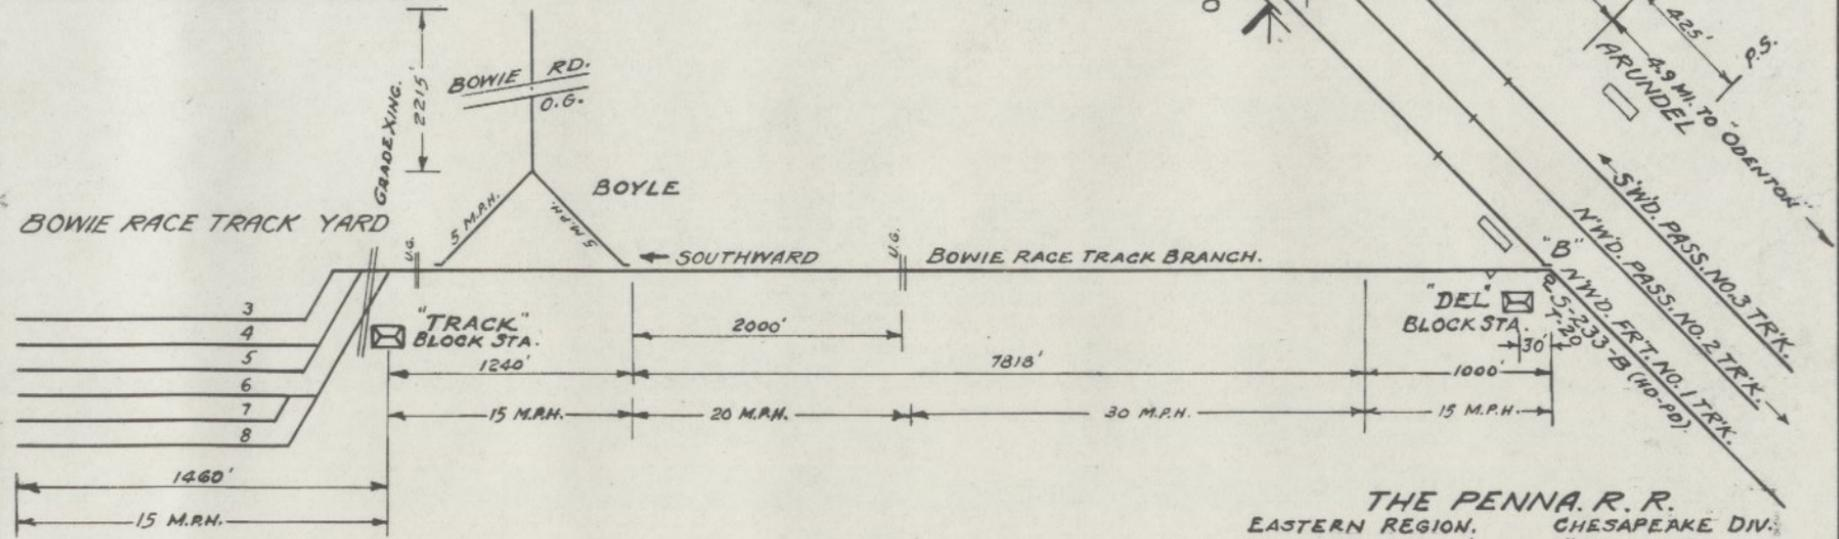 2215'
BOWIE RD.
O.G.
GRADE XING.
BOYLE
5 M.P.H.
5 M.P.H.
BOWIE RACE TRACK YARD
U.G.
← SOUTHWARD
U.G.
BOWIE RACE TRACK BRANCH.
3
4
5
6
7
8
"TRACK"
BLOCK STA.
2000'
1240'
7818'
1000'
15 M.P.H.
20 M.P.H.
30 M.P.H.
15 M.P.H.
1460'
15 M.P.H.
"DEL"
BLOCK STA.
30'
"B"
S-233-B (HD-PD)
T-20
N'WD. FR'T. NO. 1 TR'K.
N'WD. PASS. NO. 2 TR'K.
S'WD. PASS. NO. 3 TR'K.
425'
P.S.
ARUNDEL
4.9 MI. TO "ODENTON"
THE PENNA. R. R.
EASTERN REGION. CHESAPEAKE DIV.